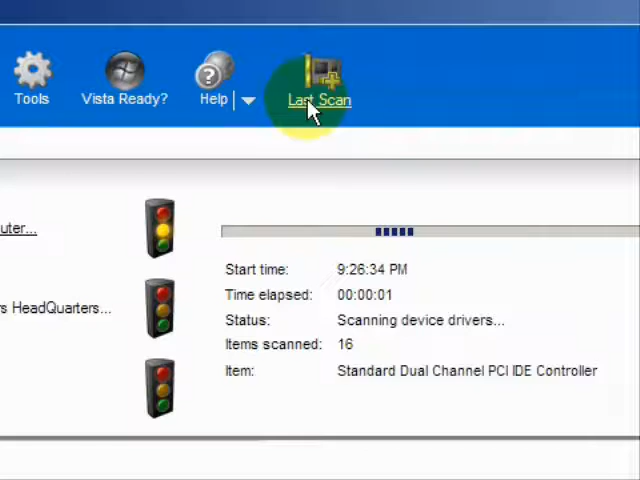 Tools
Vista Ready?
Help
Last Scan
uter...
s HeadQuarters...
Start time: 9:26:34 PM
Time elapsed: 00:00:01
Status: Scanning device drivers...
Items scanned: 16
Item: Standard Dual Channel PCI IDE Controller